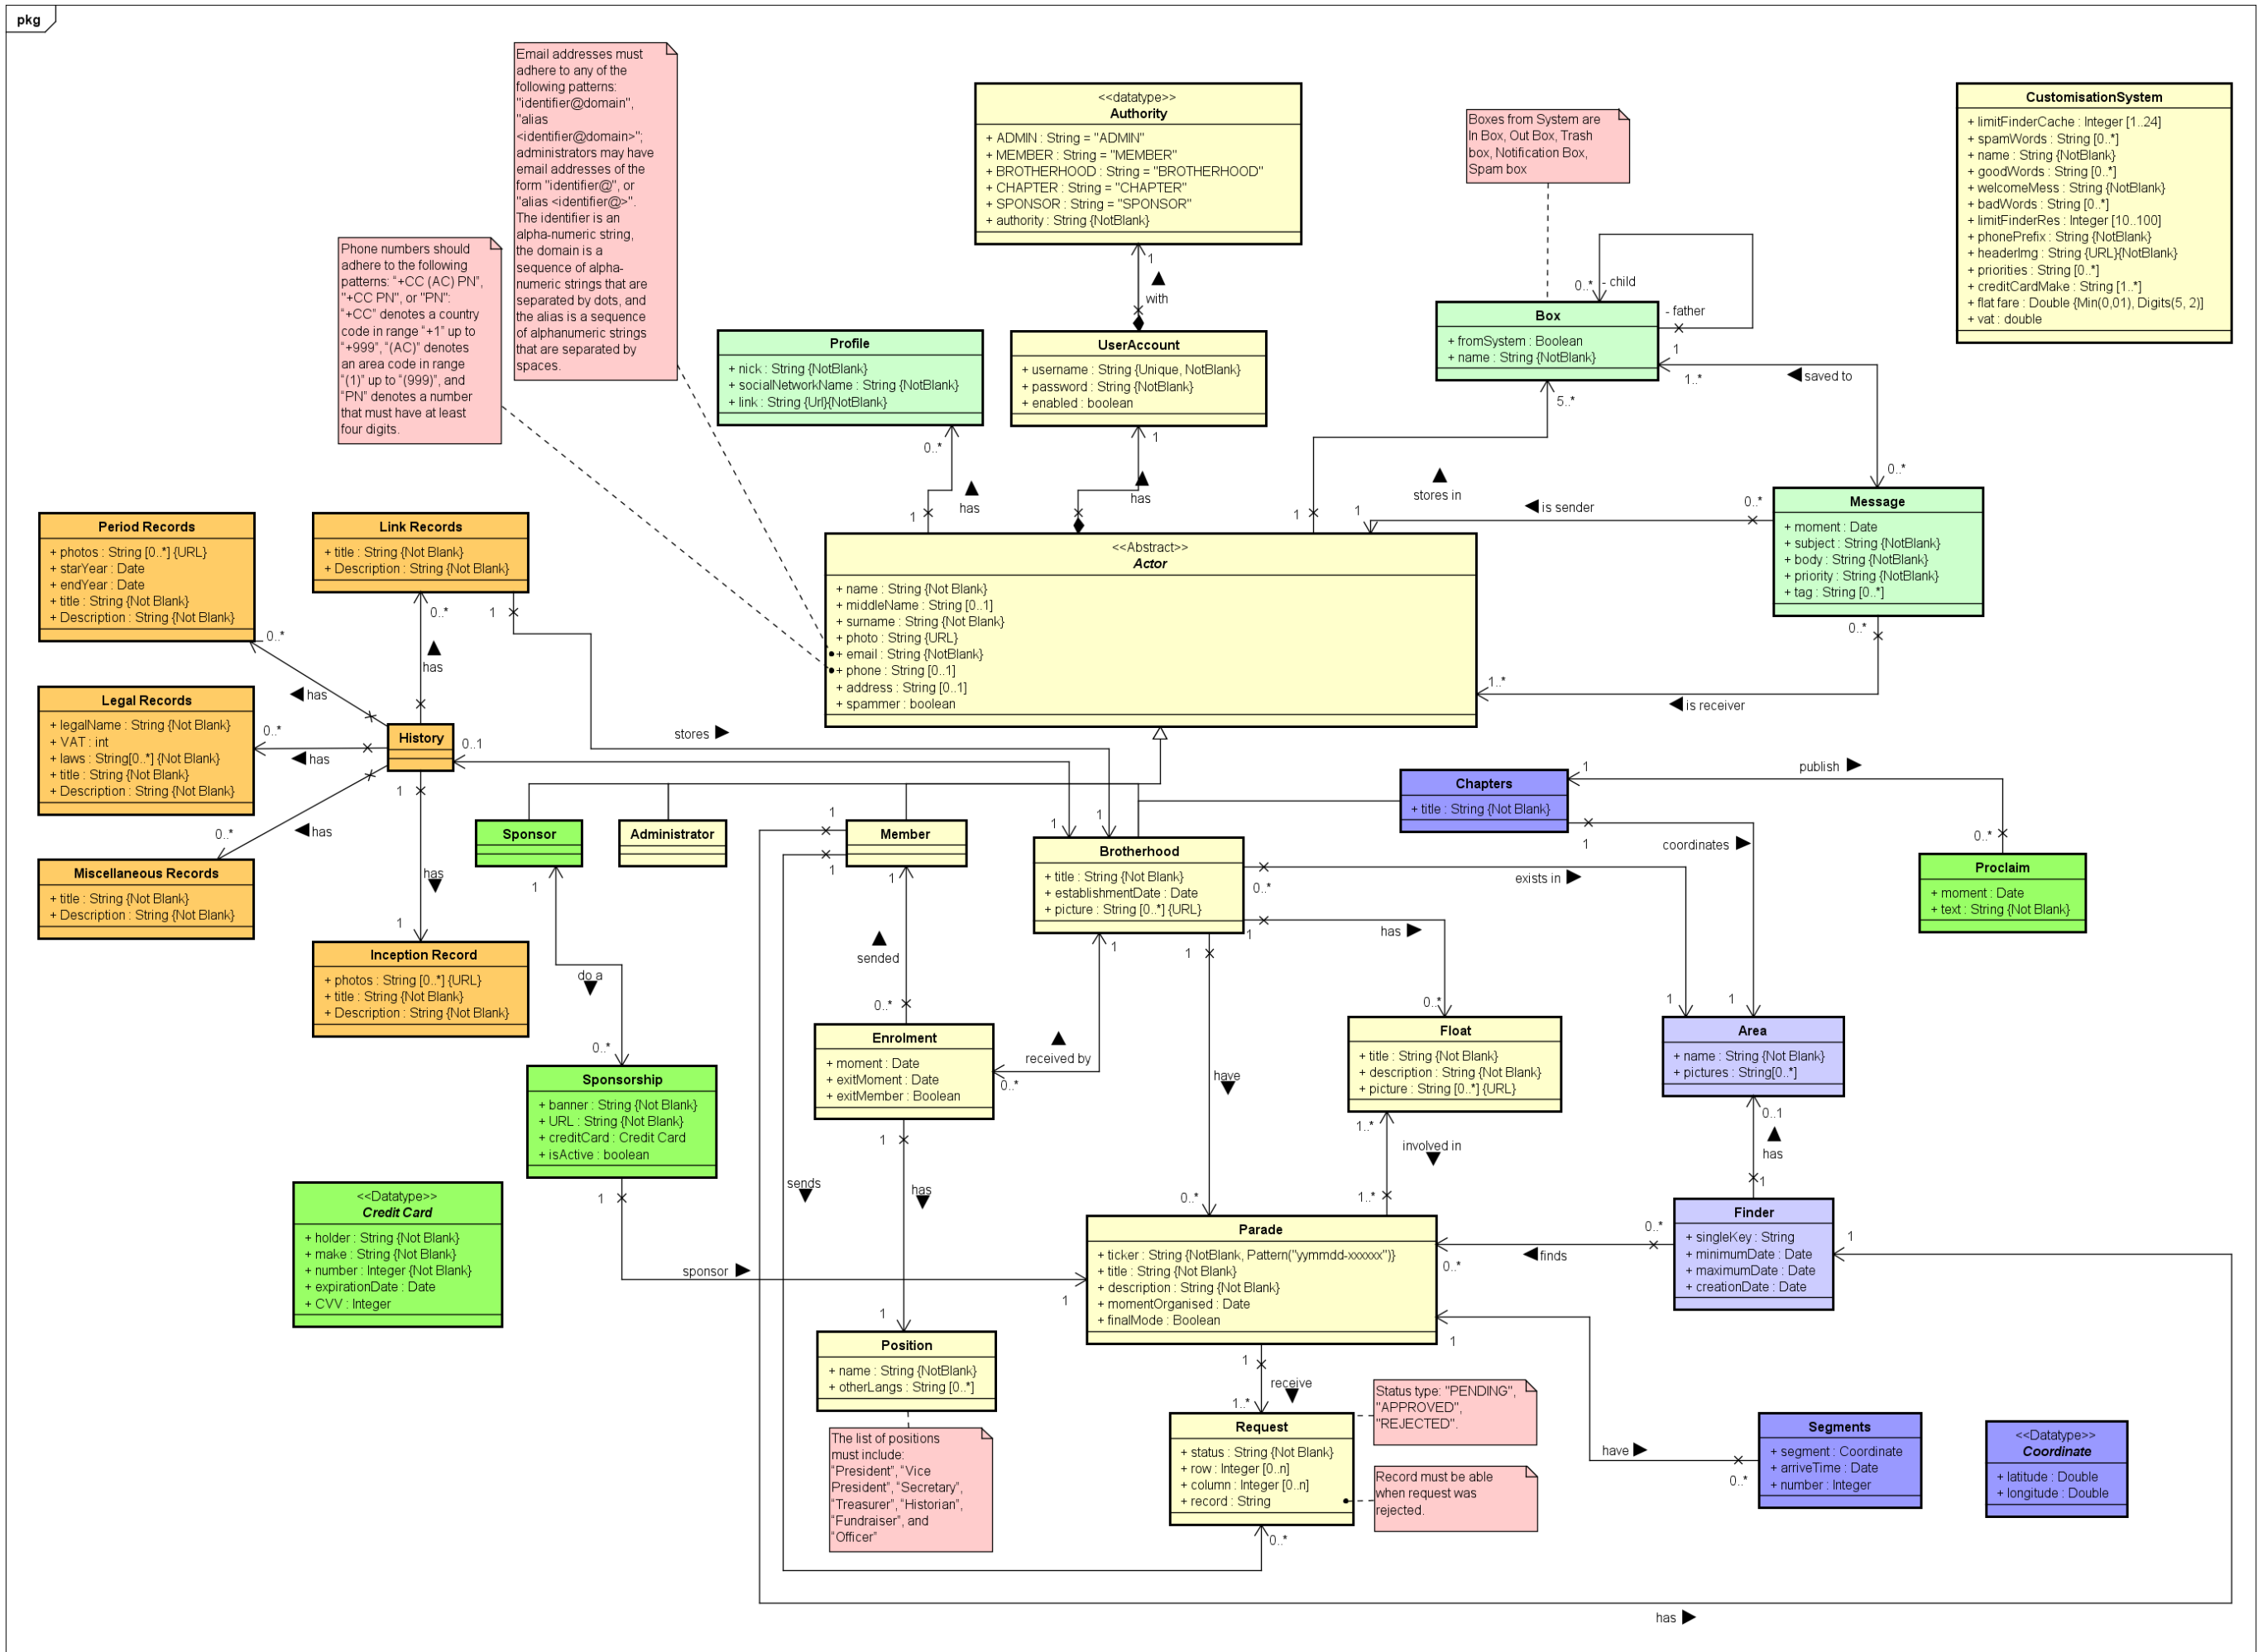 pkg
Email addresses must
adhere to any of the
following patterns:
"identifier@domain",
"alias
<identifier@domain>";
administrators may have
email addresses of the
form "identifier@", or
"alias <identifier@>".
The identifier is an
alpha-numeric string,
the domain is a
sequence of alpha-
numeric strings that are
separated by dots, and
the alias is a sequence
of alphanumeric strings
that are separated by
spaces.
<<datatype>>
Authority
+ ADMIN : String = "ADMIN"
+ MEMBER : String = "MEMBER"
+ BROTHERHOOD : String = "BROTHERHOOD"
+ CHAPTER : String = "CHAPTER"
+ SPONSOR : String = "SPONSOR"
+ authority : String {NotBlank}
Boxes from System are
In Box, Out Box, Trash
box, Notification Box,
Spam box
CustomisationSystem
+ limitFinderCache : Integer [1..24]
+ spamWords : String [0..*]
+ name : String {NotBlank}
+ goodWords : String [0..*]
+ welcomeMess : String {NotBlank}
+ badWords : String [0..*]
+ limitFinderRes : Integer [10..100]
+ phonePrefix : String {NotBlank}
+ headerImg : String {URL}{NotBlank}
+ priorities : String [0..*]
+ creditCardMake : String [1..*]
+ flat fare : Double {Min(0,01), Digits(5, 2)]
+ vat : double
Phone numbers should
adhere to the following
patterns: “+CC (AC) PN”,
"+CC PN", or "PN":
“+CC” denotes a country
code in range “+1” up to
“+999”, “(AC)” denotes
an area code in range
“(1)” up to “(999)”, and
“PN” denotes a number
that must have at least
four digits.
1
with
0..*
- child
- father
1
Box
+ fromSystem : Boolean
+ name : String {NotBlank}
Profile
+ nick : String {NotBlank}
+ socialNetworkName : String {NotBlank}
+ link : String {Url}{NotBlank}
UserAccount
+ username : String {Unique, NotBlank}
+ password : String {NotBlank}
+ enabled : boolean
1..*
saved to
5..*
0..*
0..*
1
has
1
1
has
1
stores in
1
is sender
0..*
Message
+ moment : Date
+ subject : String {NotBlank}
+ body : String {NotBlank}
+ priority : String {NotBlank}
+ tag : String [0..*]
0..*
1..*
is receiver
<<Abstract>>
Actor
+ name : String {Not Blank}
+ middleName : String [0..1]
+ surname : String {Not Blank}
+ photo : String {URL}
+ email : String {NotBlank}
+ phone : String [0..1]
+ address : String [0..1]
+ spammer : boolean
Period Records
+ photos : String [0..*] {URL}
+ starYear : Date
+ endYear : Date
+ title : String {Not Blank}
+ Description : String {Not Blank}
Link Records
+ title : String {Not Blank}
+ Description : String {Not Blank}
0..*
0..*
1
has
has
Legal Records
+ legalName : String {Not Blank}
+ VAT : int
+ laws : String[0..*] {Not Blank}
+ title : String {Not Blank}
+ Description : String {Not Blank}
0..*
has
History
0..1
stores
1
0..*
has
Miscellaneous Records
+ title : String {Not Blank}
+ Description : String {Not Blank}
has
1
Inception Record
+ photos : String [0..*] {URL}
+ title : String {Not Blank}
+ Description : String {Not Blank}
Sponsor
Administrator
Member
1
1
1
1
Brotherhood
+ title : String {Not Blank}
+ establishmentDate : Date
+ picture : String [0..*] {URL}
Chapters
+ title : String {Not Blank}
1
publish
1
coordinates
0..*
Proclaim
+ moment : Date
+ text : String {Not Blank}
0..*
exists in
1
has
1
1
1
do a
0..*
1
sended
0..*
1
received by
0..*
1
have
0..*
0..*
1
1
Enrolment
+ moment : Date
+ exitMoment : Date
+ exitMember : Boolean
Float
+ title : String {Not Blank}
+ description : String {Not Blank}
+ picture : String [0..*] {URL}
Area
+ name : String {Not Blank}
+ pictures : String[0..*]
Sponsorship
+ banner : String {Not Blank}
+ URL : String {Not Blank}
+ creditCard : Credit Card
+ isActive : boolean
1
has
1
sends
1..*
involved in
1..*
0..1
has
1
<<Datatype>>
Credit Card
+ holder : String {Not Blank}
+ make : String {Not Blank}
+ number : Integer {Not Blank}
+ expirationDate : Date
+ CVV : Integer
1
sponsor
1
Parade
+ ticker : String {NotBlank, Pattern("yymmdd-xxxxxx")}
+ title : String {Not Blank}
+ description : String {Not Blank}
+ momentOrganised : Date
+ finalMode : Boolean
0..*
finds
0..*
Finder
+ singleKey : String
+ minimumDate : Date
+ maximumDate : Date
+ creationDate : Date
1
Position
+ name : String {NotBlank}
+ otherLangs : String [0..*]
The list of positions
must include:
“President”, “Vice
President”, “Secretary”,
“Treasurer”, “Historian”,
“Fundraiser”, and
“Officer”
1
receive
1..*
1
have
0..*
Request
+ status : String {Not Blank}
+ row : Integer [0..n]
+ column : Integer [0..n]
+ record : String
0..*
Status type: "PENDING",
"APPROVED",
"REJECTED".
Record must be able
when request was
rejected.
Segments
+ segment : Coordinate
+ arriveTime : Date
+ number : Integer
<<Datatype>>
Coordinate
+ latitude : Double
+ longitude : Double
has